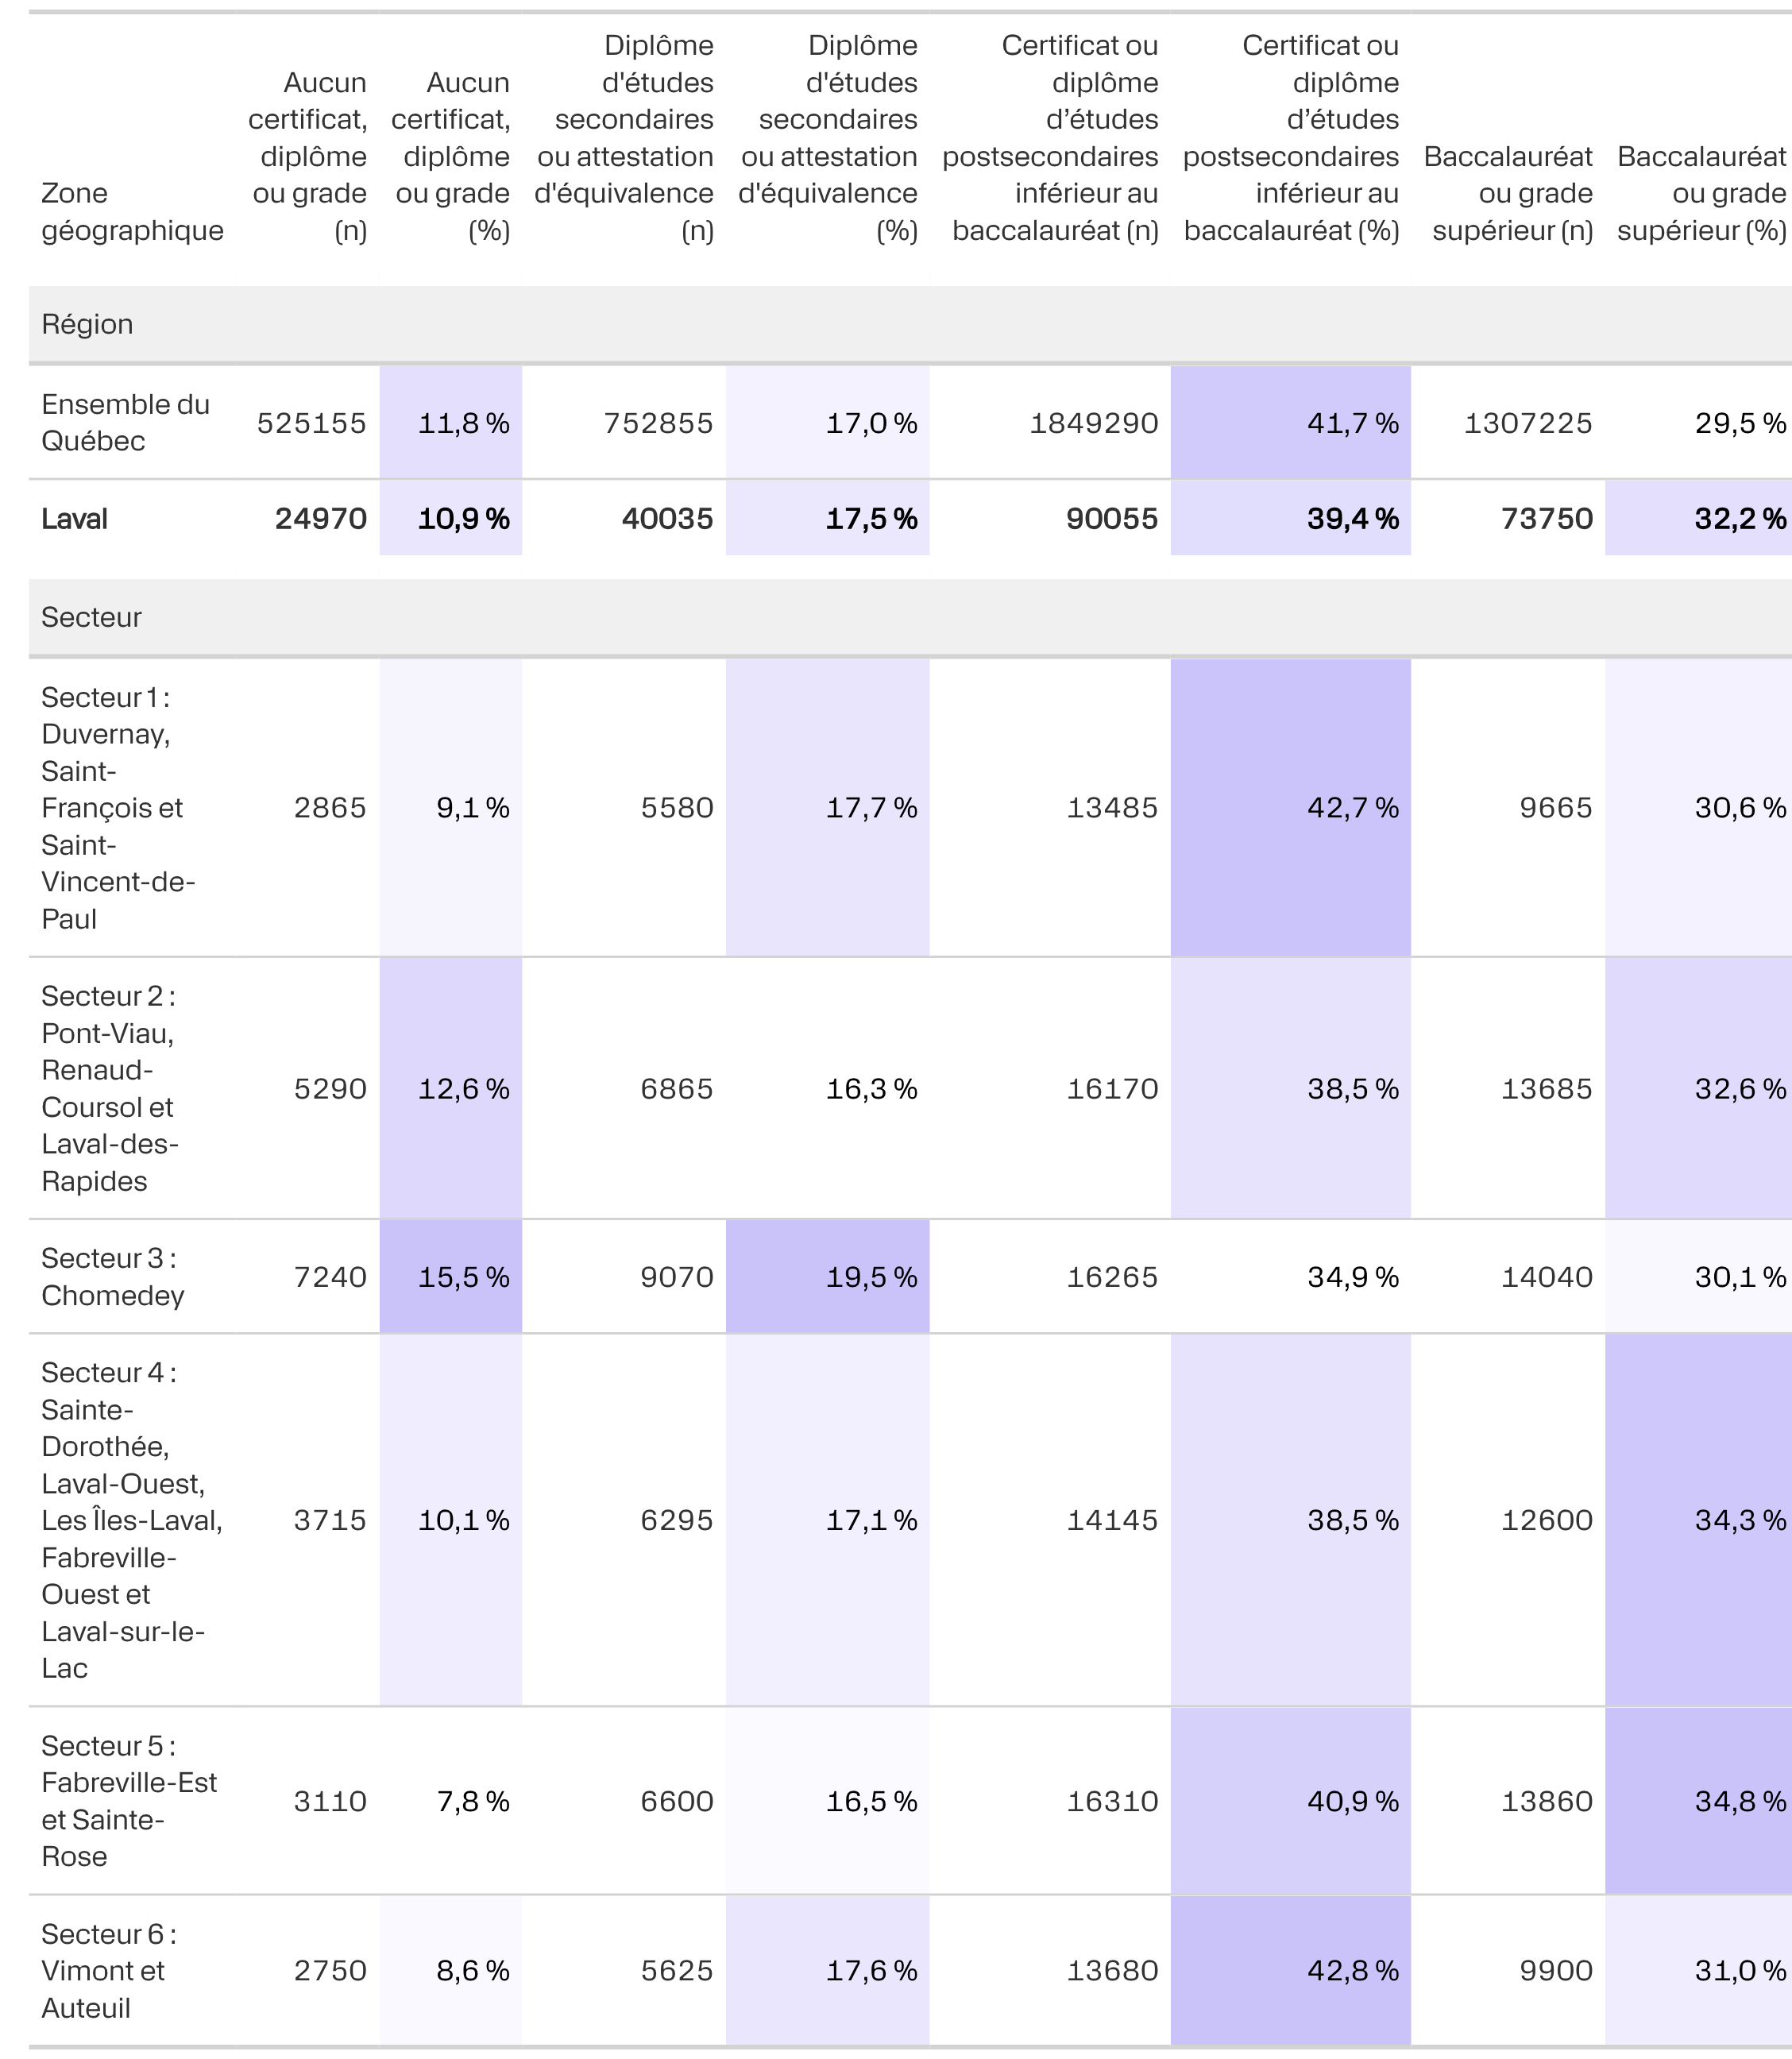 Zone géographique
Aucun certificat, diplôme ou grade (n)
Aucun certificat, diplôme ou grade (%)
Diplôme d'études secondaires ou attestation d'équivalence (n)
Diplôme d'études secondaires ou attestation d'équivalence (%)
Certificat ou diplôme d’études postsecondaires inférieur au baccalauréat (n)
Certificat ou diplôme d’études postsecondaires inférieur au baccalauréat (%)
Baccalauréat ou grade supérieur (n)
Baccalauréat ou grade supérieur (%)
Région
Ensemble du Québec 525155 11,8 % 752855 17,0 % 1849290 41,7 % 1307225 29,5 %
Laval 24970 10,9 % 40035 17,5 % 90055 39,4 % 73750 32,2 %
Secteur
Secteur 1 : Duvernay, Saint-François et Saint-Vincent-de-Paul 2865 9,1 % 5580 17,7 % 13485 42,7 % 9665 30,6 %
Secteur 2 : Pont-Viau, Renaud-Coursol et Laval-des-Rapides 5290 12,6 % 6865 16,3 % 16170 38,5 % 13685 32,6 %
Secteur 3 : Chomedey 7240 15,5 % 9070 19,5 % 16265 34,9 % 14040 30,1 %
Secteur 4 : Sainte-Dorothée, Laval-Ouest, Les Îles-Laval, Fabreville-Ouest et Laval-sur-le-Lac 3715 10,1 % 6295 17,1 % 14145 38,5 % 12600 34,3 %
Secteur 5 : Fabreville-Est et Sainte-Rose 3110 7,8 % 6600 16,5 % 16310 40,9 % 13860 34,8 %
Secteur 6 : Vimont et Auteuil 2750 8,6 % 5625 17,6 % 13680 42,8 % 9900 31,0 %